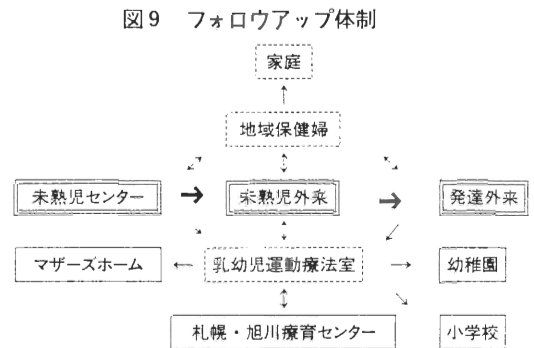 図9 フォロウアップ体制
家庭
地域保健婦
未熟児センター → 未熟児外来 → 発達外来
マザーズホーム ← 乳幼児運動療法室 → 幼稚園
札幌・旭川療育センター 小学校